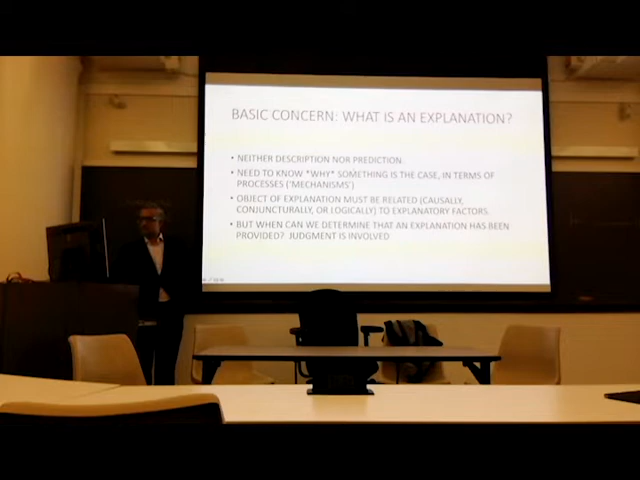 BASIC CONCERN: WHAT IS AN EXPLANATION?
• NEITHER DESCRIPTION NOR PREDICTION
• NEED TO KNOW *WHY* SOMETHING IS THE CASE, IN TERMS OF
PROCESSES ('MECHANISMS')
• OBJECT OF EXPLANATION MUST BE RELATED (CAUSALLY,
CONJUNCTURALLY, OR LOGICALLY) TO EXPLANATORY FACTORS.
• BUT WHEN CAN WE DETERMINE THAT AN EXPLANATION HAS BEEN
PROVIDED? JUDGMENT IS INVOLVED